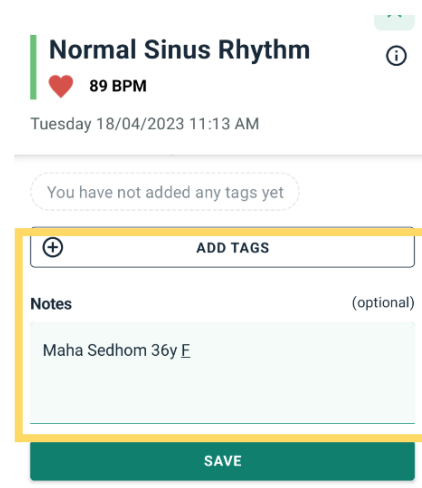 Normal Sinus Rhythm
89 BPM
Tuesday 18/04/2023 11:13 AM
You have not added any tags yet
ADD TAGS
Notes (optional)
Maha Sedhom 36y F
SAVE